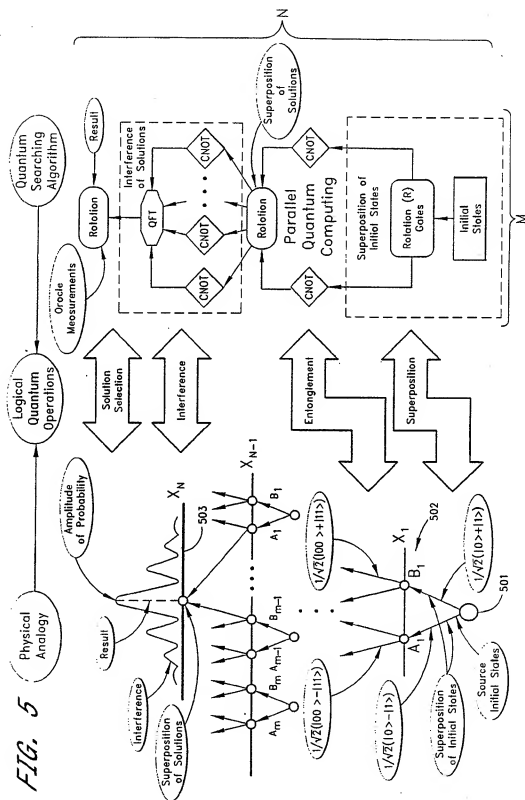 FIG. 5
Physical Analogy
Logical
Quantum
Operations
Quantum
Searching
Algorithm
Amplitude
of Probability
Result
Interference
Superposition
of Solutions
X_N
503
X_N-1
A_m
B_m
A_m-1
B_m-1
A_1
B_1
1/√2(|00>-|11>)
1/√2(|00>+|11>)
X_1
502
A_1
B_1
1/√2(|0>-|1>)
1/√2(|0>+|1>)
Superposition
of Initial States
Source
Initial States
501
Solution
Selection
Interference
Entonglement
Superposition
Oracle
Measurements
Result
Rotation
Interference
of Solutions
QFT
CNOT
CNOT
CNOT
Rotation
Superposition
of Solutions
CNOT
CNOT
Parallel
Quantum
Computing
Superposition of
Initial States
Rotation (R)
Gates
Initial
States
N
M